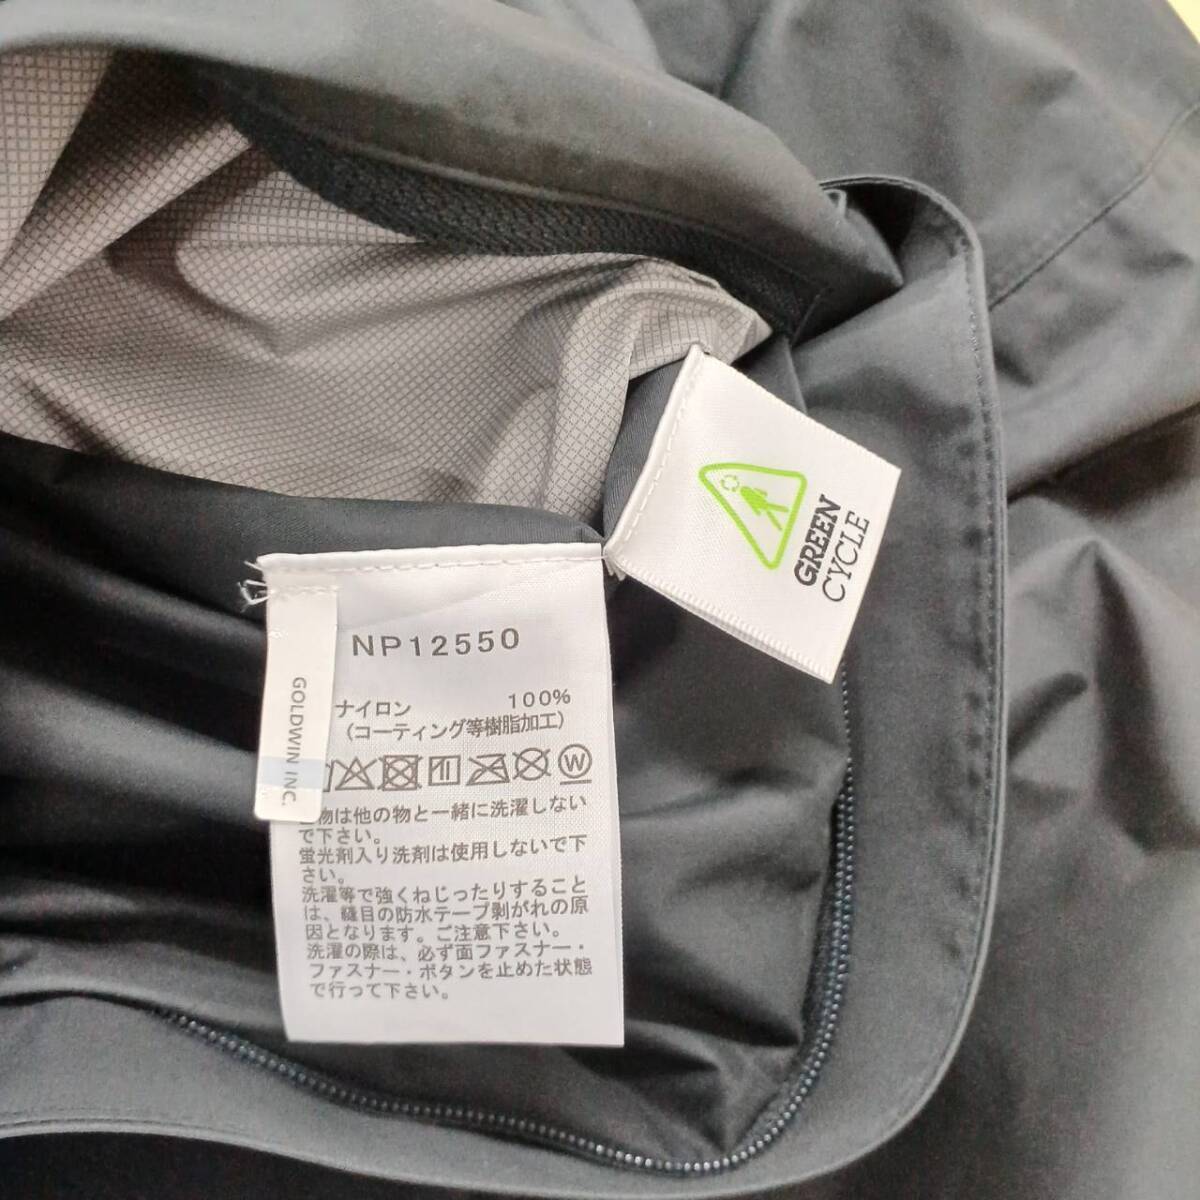 GREEN
CYCLE
NP12550
ナイロン 100%
(コーティング等樹脂加工)
W
GOLDWIN INC.
物は他の物と一緒に洗濯しない
で下さい。
蛍光剤入り洗剤は使用しないで下
さい。
洗濯等で強くねじったりすること
は、縫目の防水テープ剥がれの原
因となります。ご注意下さい。
洗濯の際は、必ず面ファスナー・
ファスナー・ボタンを止めた状態
で行って下さい。